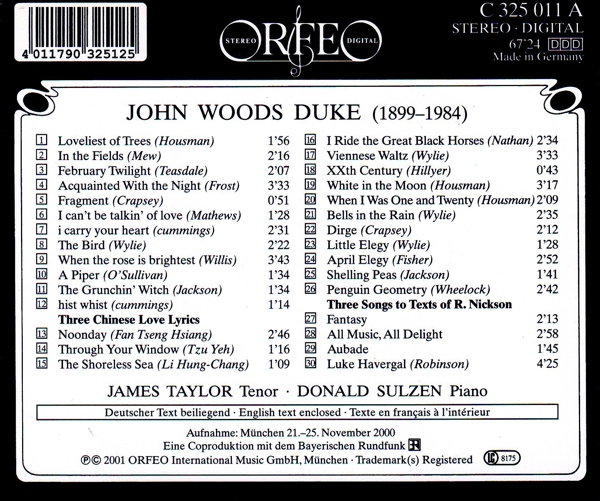 4011790 325125
STEREO ORFEO DIGITAL
C 325 011 A
STEREO · DIGITAL
67'24 DDD
Made in Germany
JOHN WOODS DUKE (1899–1984)
1 Loveliest of Trees (Housman) 1'56
2 In the Fields (Mew) 2'16
3 February Twilight (Teasdale) 2'07
4 Acquainted With the Night (Frost) 3'33
5 Fragment (Crapsey) 0'51
6 I can't be talkin' of love (Mathews) 1'28
7 i carry your heart (cummings) 2'31
8 The Bird (Wylie) 2'22
9 When the rose is brightest (Willis) 3'43
10 A Piper (O'Sullivan) 1'34
11 The Grunchin' Witch (Jackson) 1'34
12 hist whist (cummings) 1'14
Three Chinese Love Lyrics
13 Noonday (Fan Tseng Hsiang) 2'46
14 Through Your Window (Tzu Yeh) 1'16
15 The Shoreless Sea (Li Hung-Chang) 1'09
16 I Ride the Great Black Horses (Nathan) 2'34
17 Viennese Waltz (Wylie) 3'33
18 XXth Century (Hillyer) 0'43
19 White in the Moon (Housman) 3'17
20 When I Was One and Twenty (Housman) 2'09
21 Bells in the Rain (Wylie) 2'35
22 Dirge (Crapsey) 2'12
23 Little Elegy (Wylie) 1'28
24 April Elegy (Fisher) 2'52
25 Shelling Peas (Jackson) 1'41
26 Penguin Geometry (Wheelock) 2'42
Three Songs to Texts of R. Nickson
27 Fantasy 2'13
28 All Music, All Delight 2'58
29 Aubade 1'45
30 Luke Havergal (Robinson) 4'25
JAMES TAYLOR Tenor · DONALD SULZEN Piano
Deutscher Text beiliegend · English text enclosed · Texte en français à l'intérieur
Aufnahme: München 21.–25. November 2000
Eine Coproduktion mit dem Bayerischen Rundfunk BR
℗ © 2001 ORFEO International Music GmbH, München · Trademark(s) Registered LC 8175